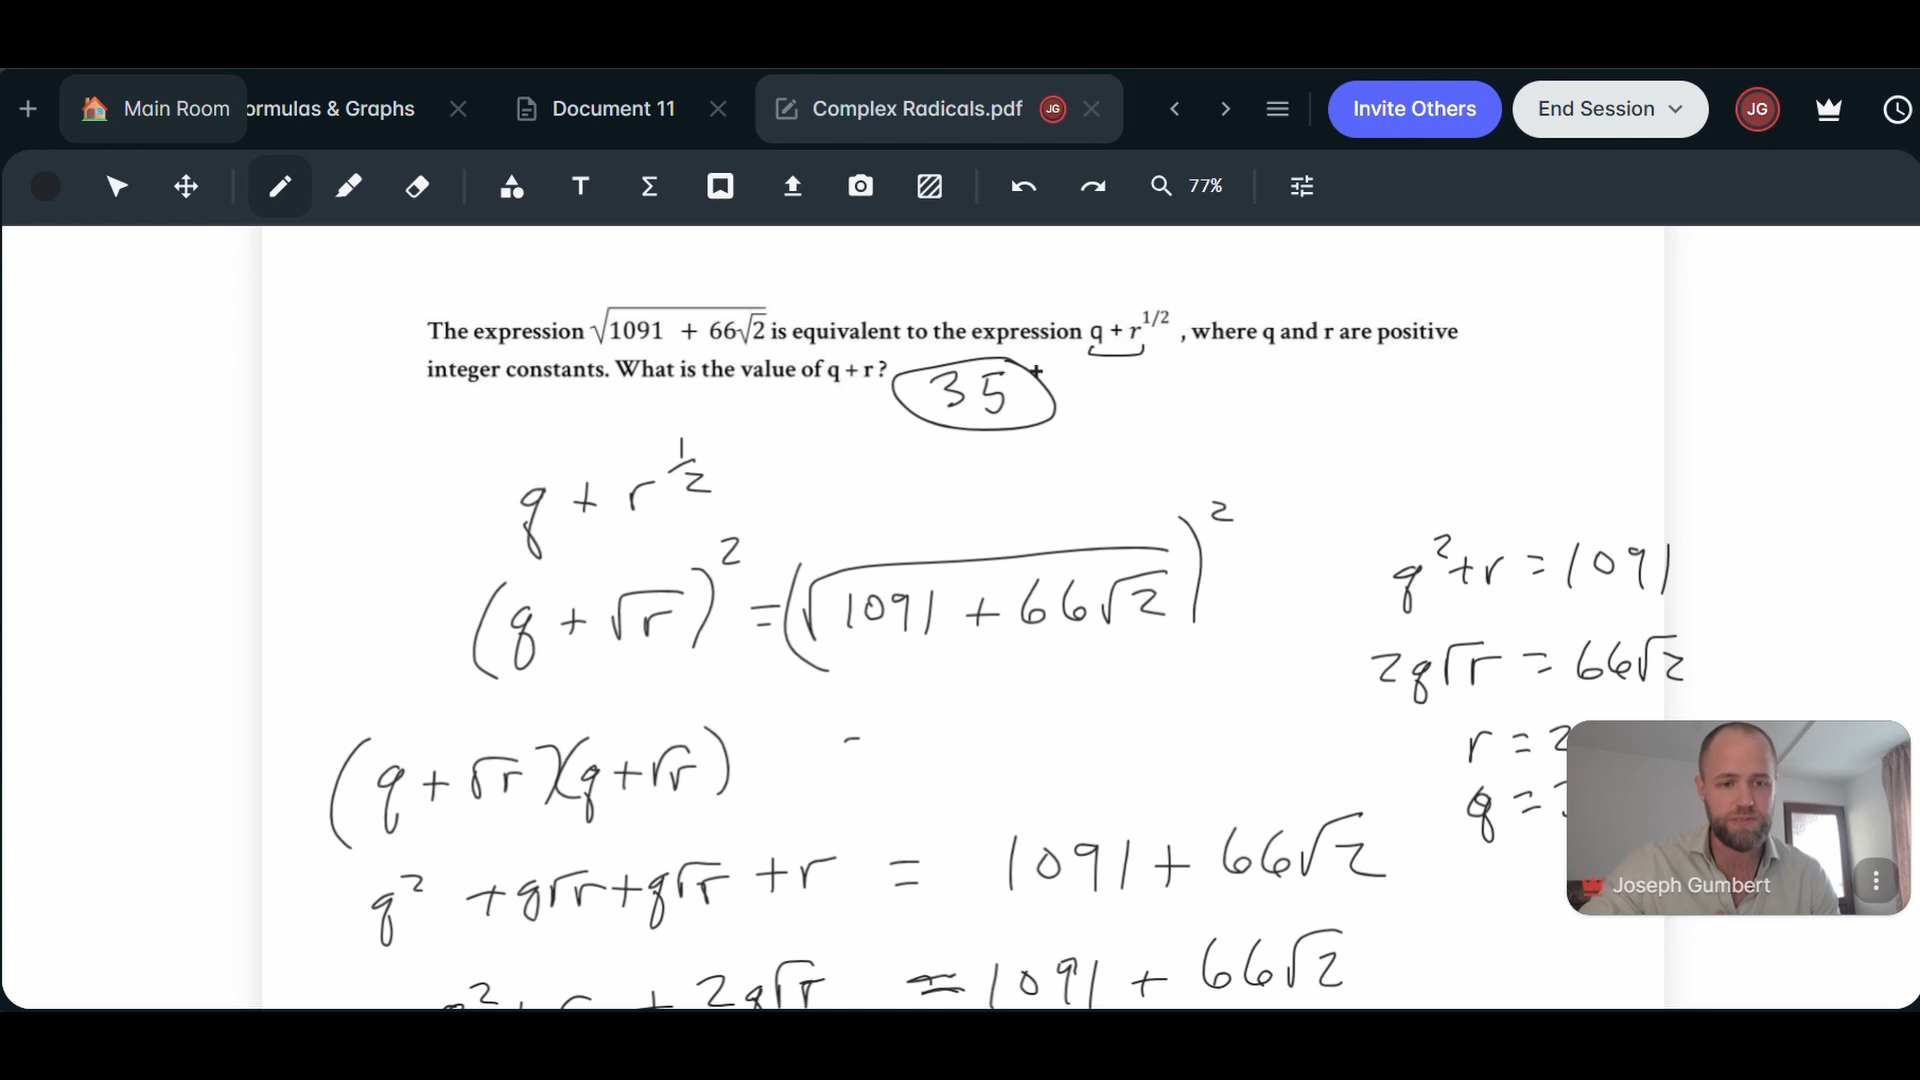 Main Room
ormulas & Graphs
Document 11
Complex Radicals.pdf
JG
Invite Others
End Session
JG
T
Σ
77%
The expression √(1091 + 66√2) is equivalent to the expression q + r^1/2 , where q and r are positive
integer constants. What is the value of q + r ?
35
q + r^1/2
(q + √r)^2 = (√(1091 + 66√2))^2
q^2 + r = 1091
2q√r = 66√2
r = 2
q =
(q + √r)(q + √r) -
q^2 + q√r + q√r + r = 1091 + 66√2
+ 2q√r = 1091 + 66√2
Joseph Gumbert